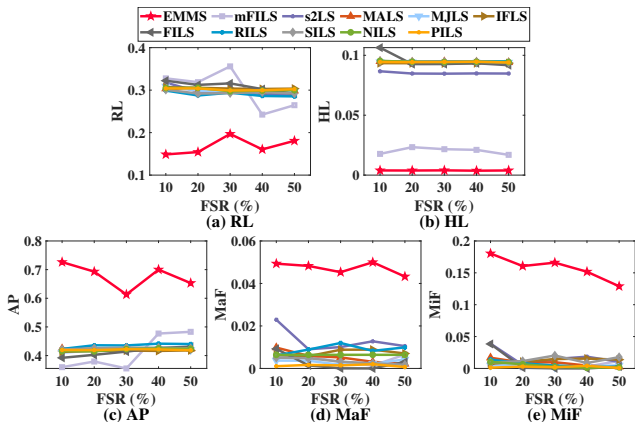 EMMS mFILS s2LS MALS MJLS IFLS
FILS RILS SILS NILS PILS
0.4
0.3
0.2
0.1
RL
10 20 30 40 50
FSR (%)
(a) RL
0.1
0.05
0
HL
10 20 30 40 50
FSR (%)
(b) HL
0.8
0.7
0.6
0.5
0.4
AP
10 20 30 40 50
FSR (%)
(c) AP
0.06
0.04
0.02
0
MaF
10 20 30 40 50
FSR (%)
(d) MaF
0.2
0.15
0.1
0.05
0
MiF
10 20 30 40 50
FSR (%)
(e) MiF